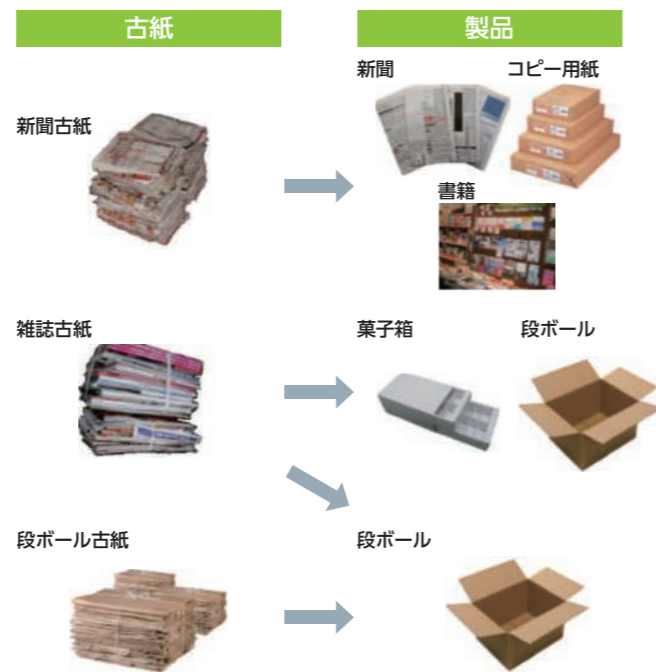 古紙
製品
新聞
コピー用紙
新聞古紙
書籍
雑誌古紙
菓子箱
段ボール
段ボール古紙
段ボール